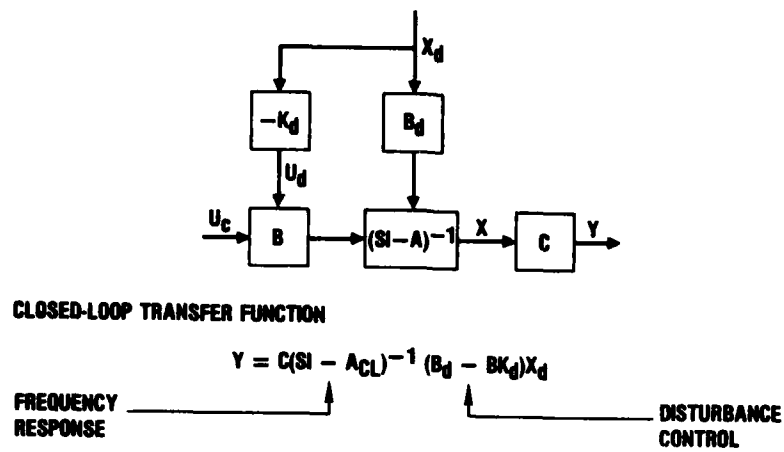 X_d
−K_d
B_d
U_d
U_c
B
(SI−A)^−1
X
C
Y
CLOSED-LOOP TRANSFER FUNCTION
Y = C(SI − A_CL)^−1 (B_d − BK_d)X_d
FREQUENCY
RESPONSE
DISTURBANCE
CONTROL